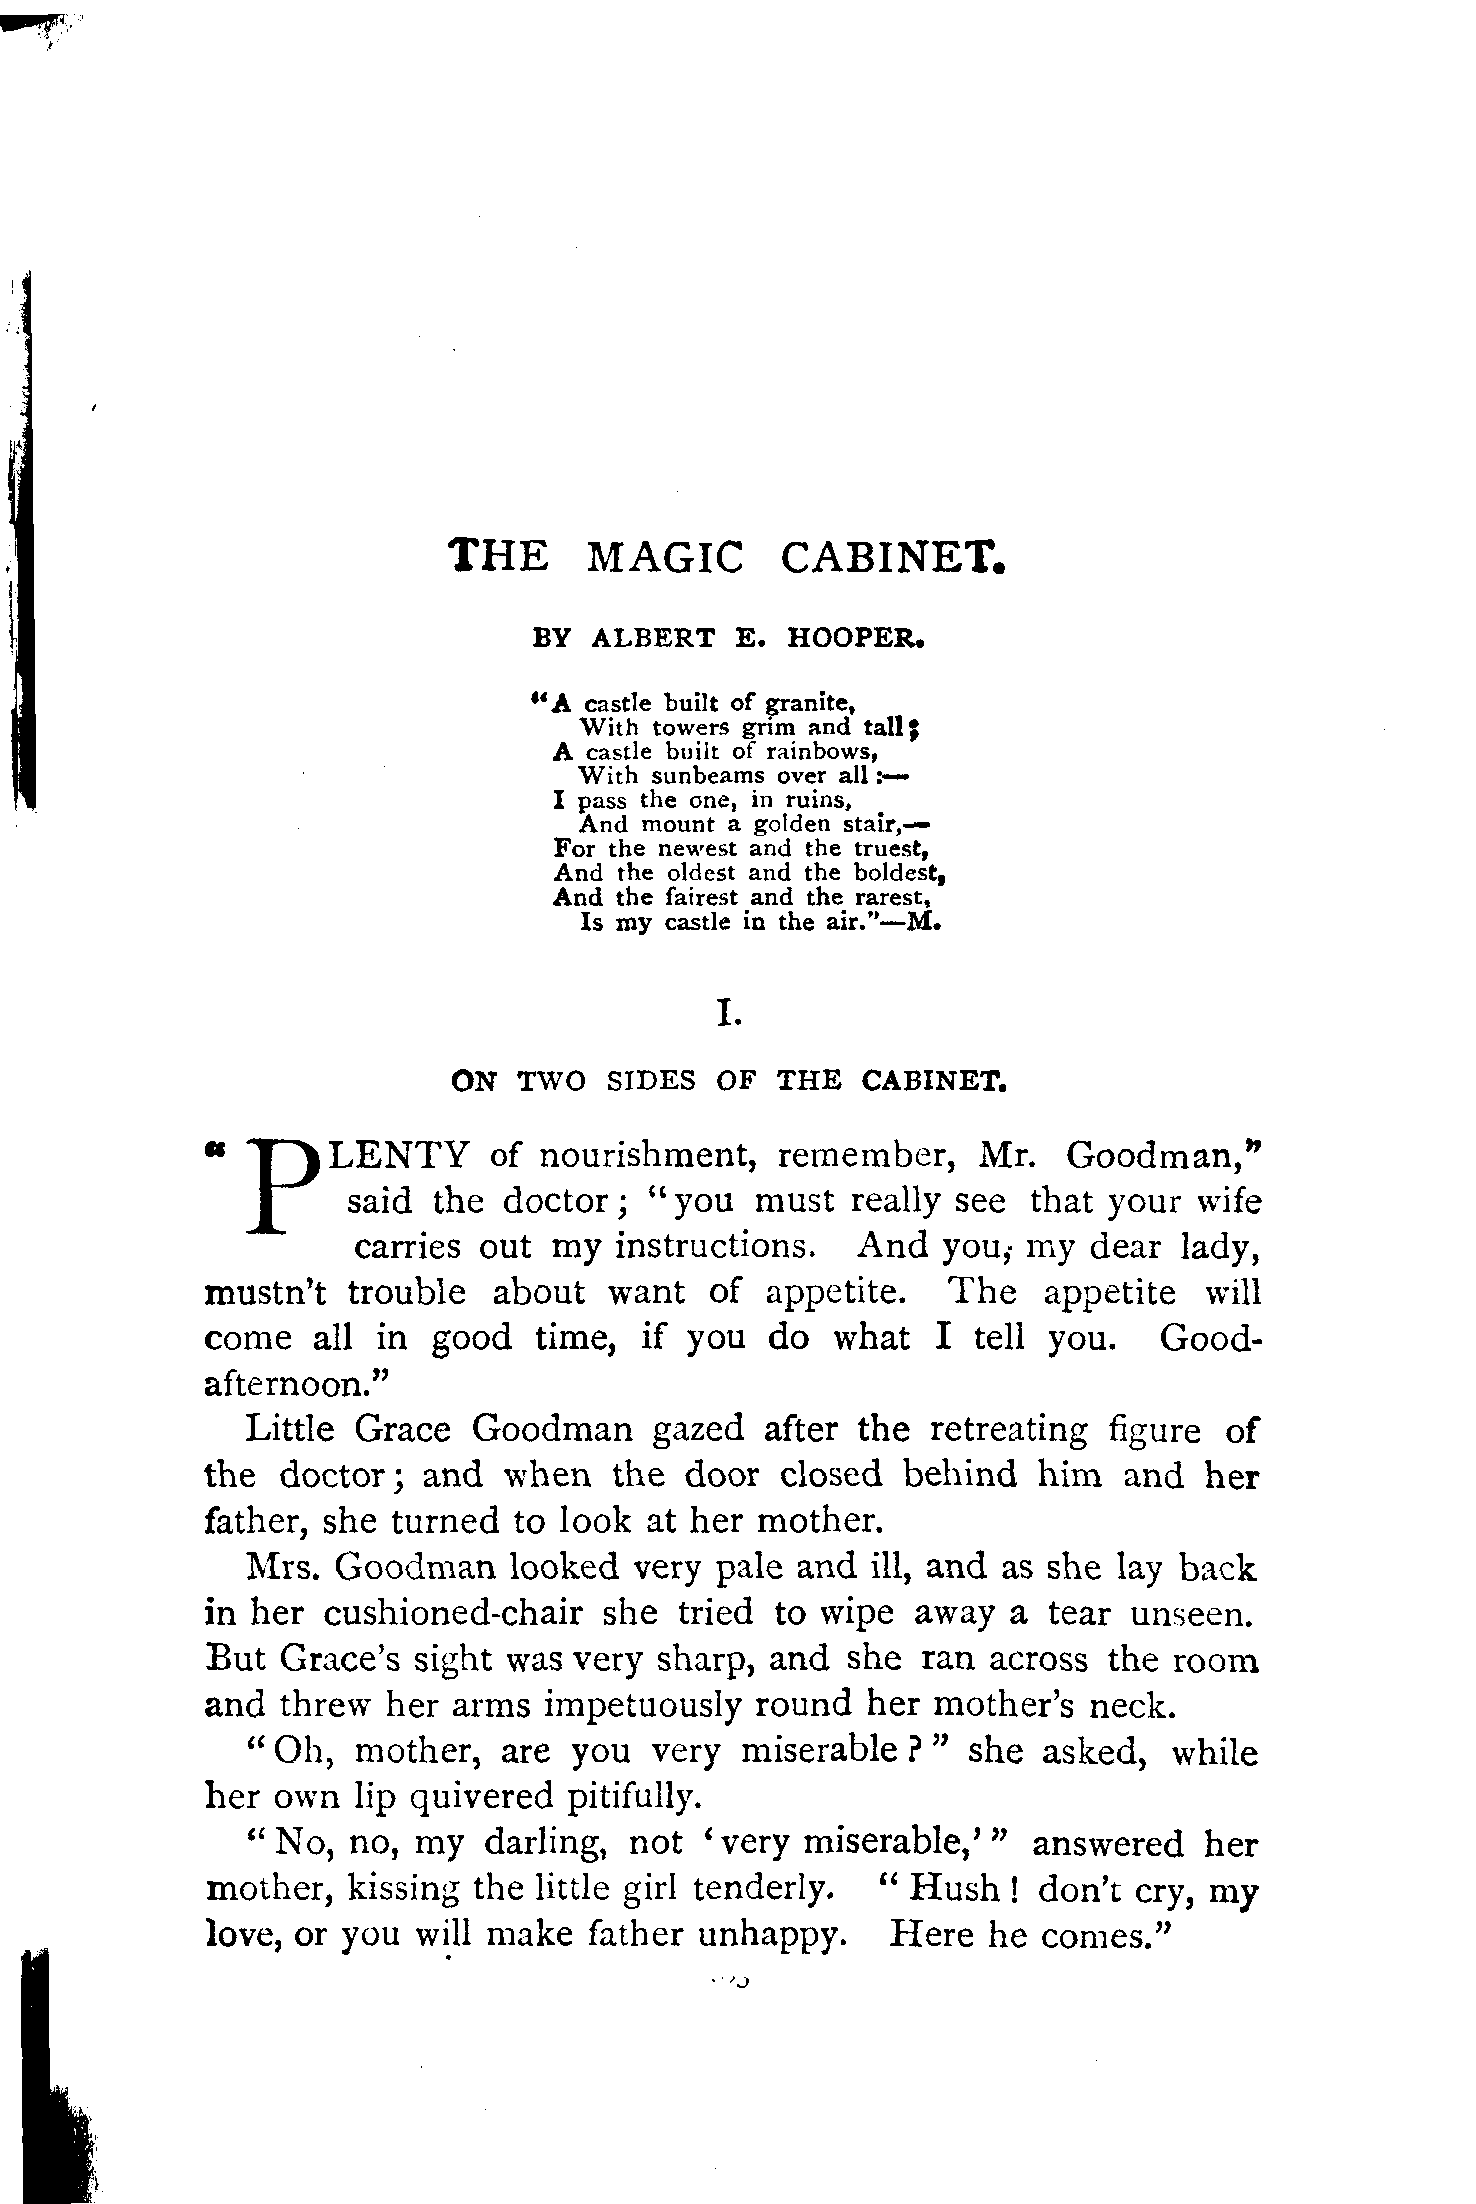 THE MAGIC CABINET.
BY ALBERT E. HOOPER.
"A castle built of granite,
With towers grim and tall;
A castle built of rainbows,
With sunbeams over all:—
I pass the one, in ruins,
And mount a golden stair,—
For the newest and the truest,
And the oldest and the boldest,
And the fairest and the rarest,
Is my castle in the air."—M.
I.
ON TWO SIDES OF THE CABINET.
"PLENTY of nourishment, remember, Mr. Goodman,"
said the doctor; "you must really see that your wife
carries out my instructions. And you, my dear lady,
mustn't trouble about want of appetite. The appetite will
come all in good time, if you do what I tell you. Good-
afternoon."
Little Grace Goodman gazed after the retreating figure of
the doctor; and when the door closed behind him and her
father, she turned to look at her mother.
Mrs. Goodman looked very pale and ill, and as she lay back
in her cushioned-chair she tried to wipe away a tear unseen.
But Grace's sight was very sharp, and she ran across the room
and threw her arms impetuously round her mother's neck.
"Oh, mother, are you very miserable?" she asked, while
her own lip quivered pitifully.
"No, no, my darling, not 'very miserable,'" answered her
mother, kissing the little girl tenderly. "Hush! don't cry, my
love, or you will make father unhappy. Here he comes."